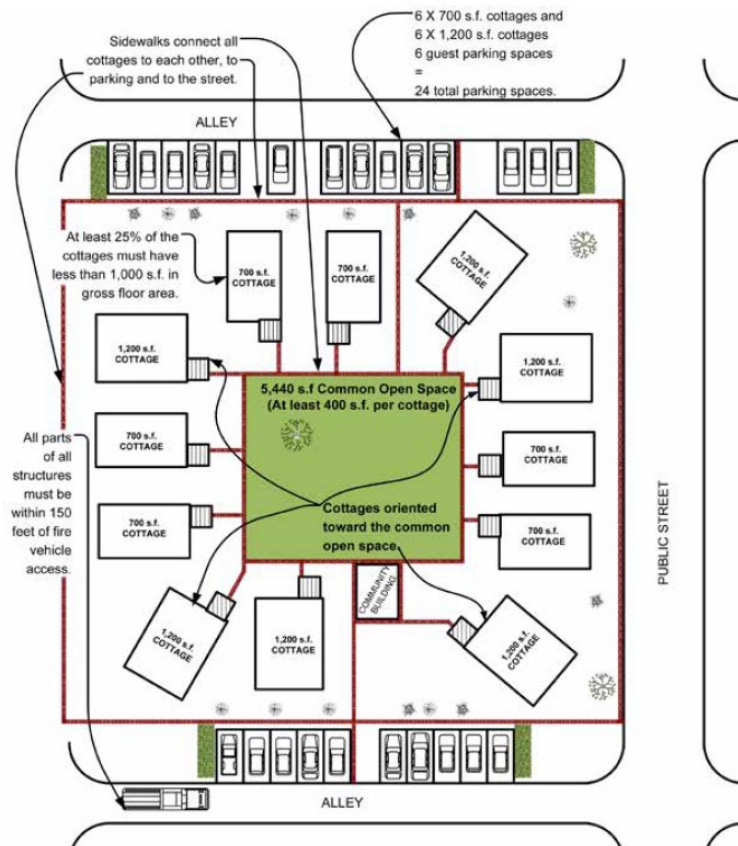 6 X 700 s.f. cottages and
6 X 1,200 s.f. cottages
6 guest parking spaces
=
24 total parking spaces.
Sidewalks connect all
cottages to each other, to
parking and to the street.
ALLEY
At least 25% of the
cottages must have
less than 1,000 s.f. in
gross floor area.
700 s.f.
COTTAGE
700 s.f.
COTTAGE
1,200 s.f.
COTTAGE
1,200 s.f.
COTTAGE
1,200 s.f.
COTTAGE
5,440 s.f Common Open Space
(At least 400 s.f. per cottage)
700 s.f.
COTTAGE
700 s.f.
COTTAGE
All parts
of all
structures
must be
within 150
feet of fire
vehicle
access.
700 s.f.
COTTAGE
700 s.f.
COTTAGE
Cottages oriented
toward the common
open space.
PUBLIC STREET
COMMUNITY
BUILDING
1,200 s.f.
COTTAGE
1,200 s.f.
COTTAGE
1,200 s.f.
COTTAGE
ALLEY